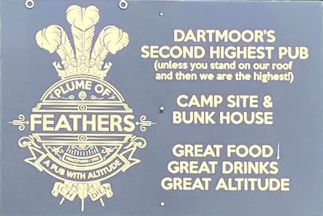 PLUME OF
FEATHERS
A PUB WITH ALTITUDE
DARTMOOR'S
SECOND HIGHEST PUB
(unless you stand on our roof
and then we are the highest!)
CAMP SITE &
BUNK HOUSE
GREAT FOOD
GREAT DRINKS
GREAT ALTITUDE